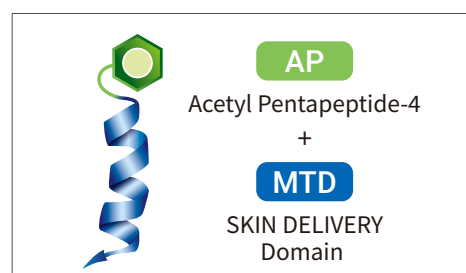 AP
Acetyl Pentapeptide-4
+
MTD
SKIN DELIVERY
Domain